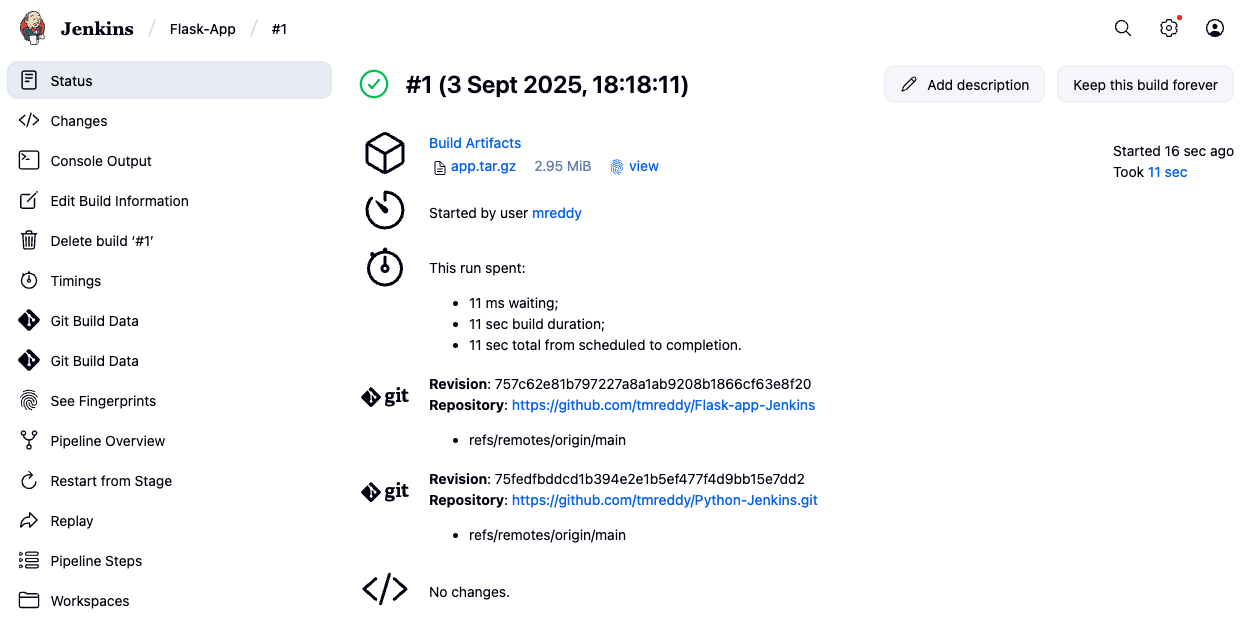 Jenkins / Flask-App / #1
Status
Changes
Console Output
Edit Build Information
Delete build ‘#1’
Timings
Git Build Data
Git Build Data
See Fingerprints
Pipeline Overview
Restart from Stage
Replay
Pipeline Steps
Workspaces
#1 (3 Sept 2025, 18:18:11)
Add description
Keep this build forever
Build Artifacts
app.tar.gz 2.95 MiB view
Started 16 sec ago
Took 11 sec
Started by user mreddy
This run spent:
• 11 ms waiting;
• 11 sec build duration;
• 11 sec total from scheduled to completion.
git
Revision: 757c62e81b797227a8a1ab9208b1866cf63e8f20
Repository: https://github.com/tmreddy/Flask-app-Jenkins
• refs/remotes/origin/main
git
Revision: 75fedfbddcd1b394e2e1b5ef477f4d9bb15e7dd2
Repository: https://github.com/tmreddy/Python-Jenkins.git
• refs/remotes/origin/main
No changes.